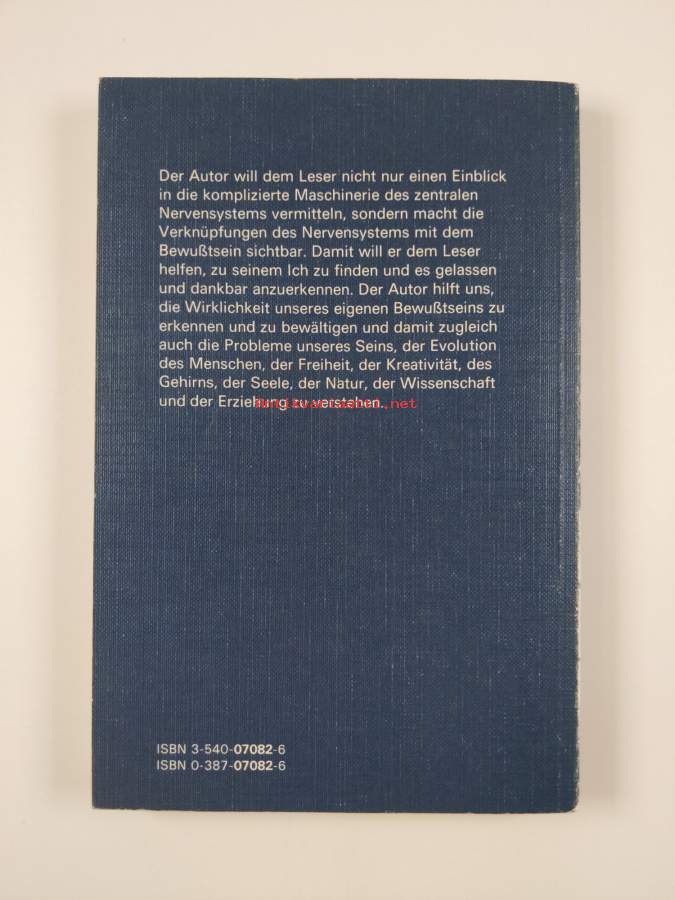 Der Autor will dem Leser nicht nur einen Einblick
in die komplizierte Maschinerie des zentralen
Nervensystems vermitteln, sondern macht die
Verknüpfungen des Nervensystems mit dem
Bewußtsein sichtbar. Damit will er dem Leser
helfen, zu seinem Ich zu finden und es gelassen
und dankbar anzuerkennen. Der Autor hilft uns,
die Wirklichkeit unseres eigenen Bewußtseins zu
erkennen und zu bewältigen und damit zugleich
auch die Probleme unseres Seins, der Evolution
des Menschen, der Freiheit, der Kreativität, des
Gehirns, der Seele, der Natur, der Wissenschaft
und der Erziehung zu verstehen.
ISBN 3-540-07082-6
ISBN 0-387-07082-6